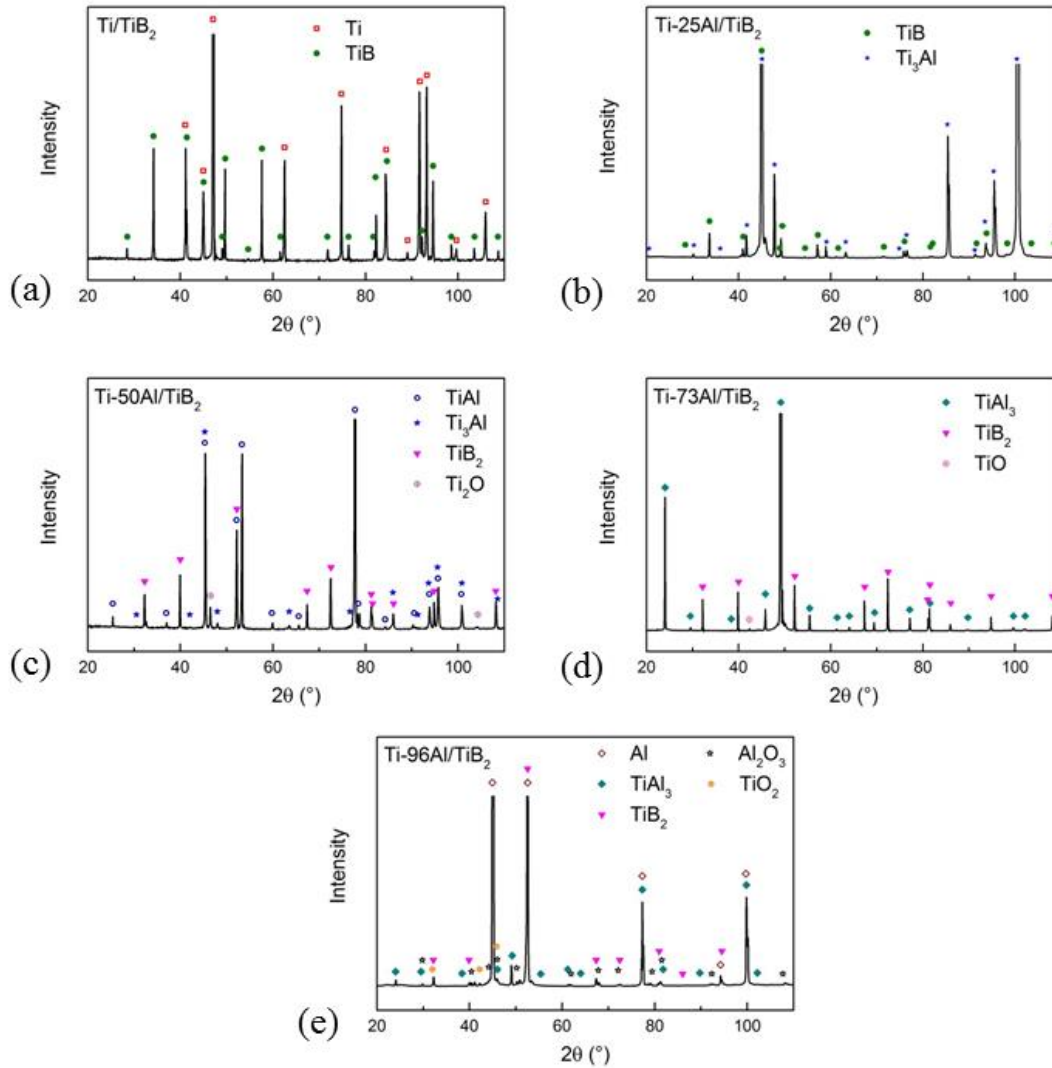 Ti/TiB₂
Ti
TiB
Intensity
20 40 60 80 100
2θ (°)
(a)
Ti-25Al/TiB₂
TiB
Ti₃Al
Intensity
20 40 60 80 100
2θ (°)
(b)
Ti-50Al/TiB₂
TiAl
Ti₃Al
TiB₂
Ti₂O
Intensity
20 40 60 80 100
2θ (°)
(c)
Ti-73Al/TiB₂
TiAl₃
TiB₂
TiO
Intensity
20 40 60 80 100
2θ (°)
(d)
Ti-96Al/TiB₂
Al Al₂O₃
TiAl₃ TiO₂
TiB₂
Intensity
20 40 60 80 100
2θ (°)
(e)